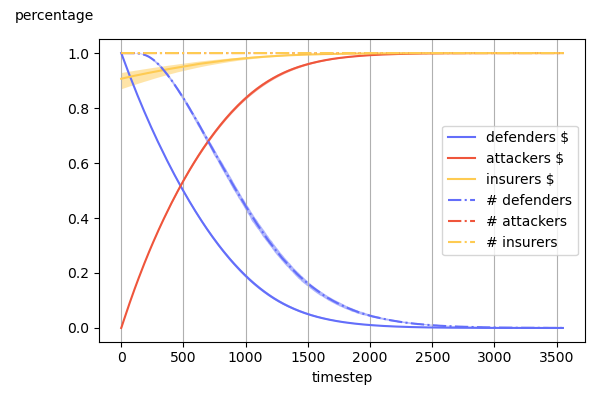 percentage
1.0
0.8
0.6
0.4
0.2
0.0
defenders $
attackers $
insurers $
# defenders
# attackers
# insurers
0 500 1000 1500 2000 2500 3000 3500
timestep